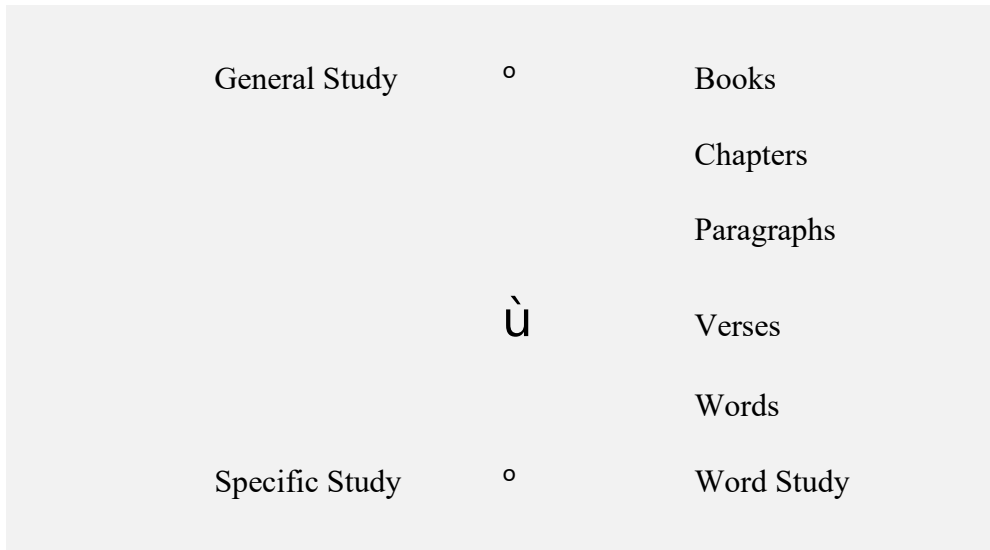 General Study º Books
Chapters
Paragraphs
ù Verses
Words
Specific Study º Word Study